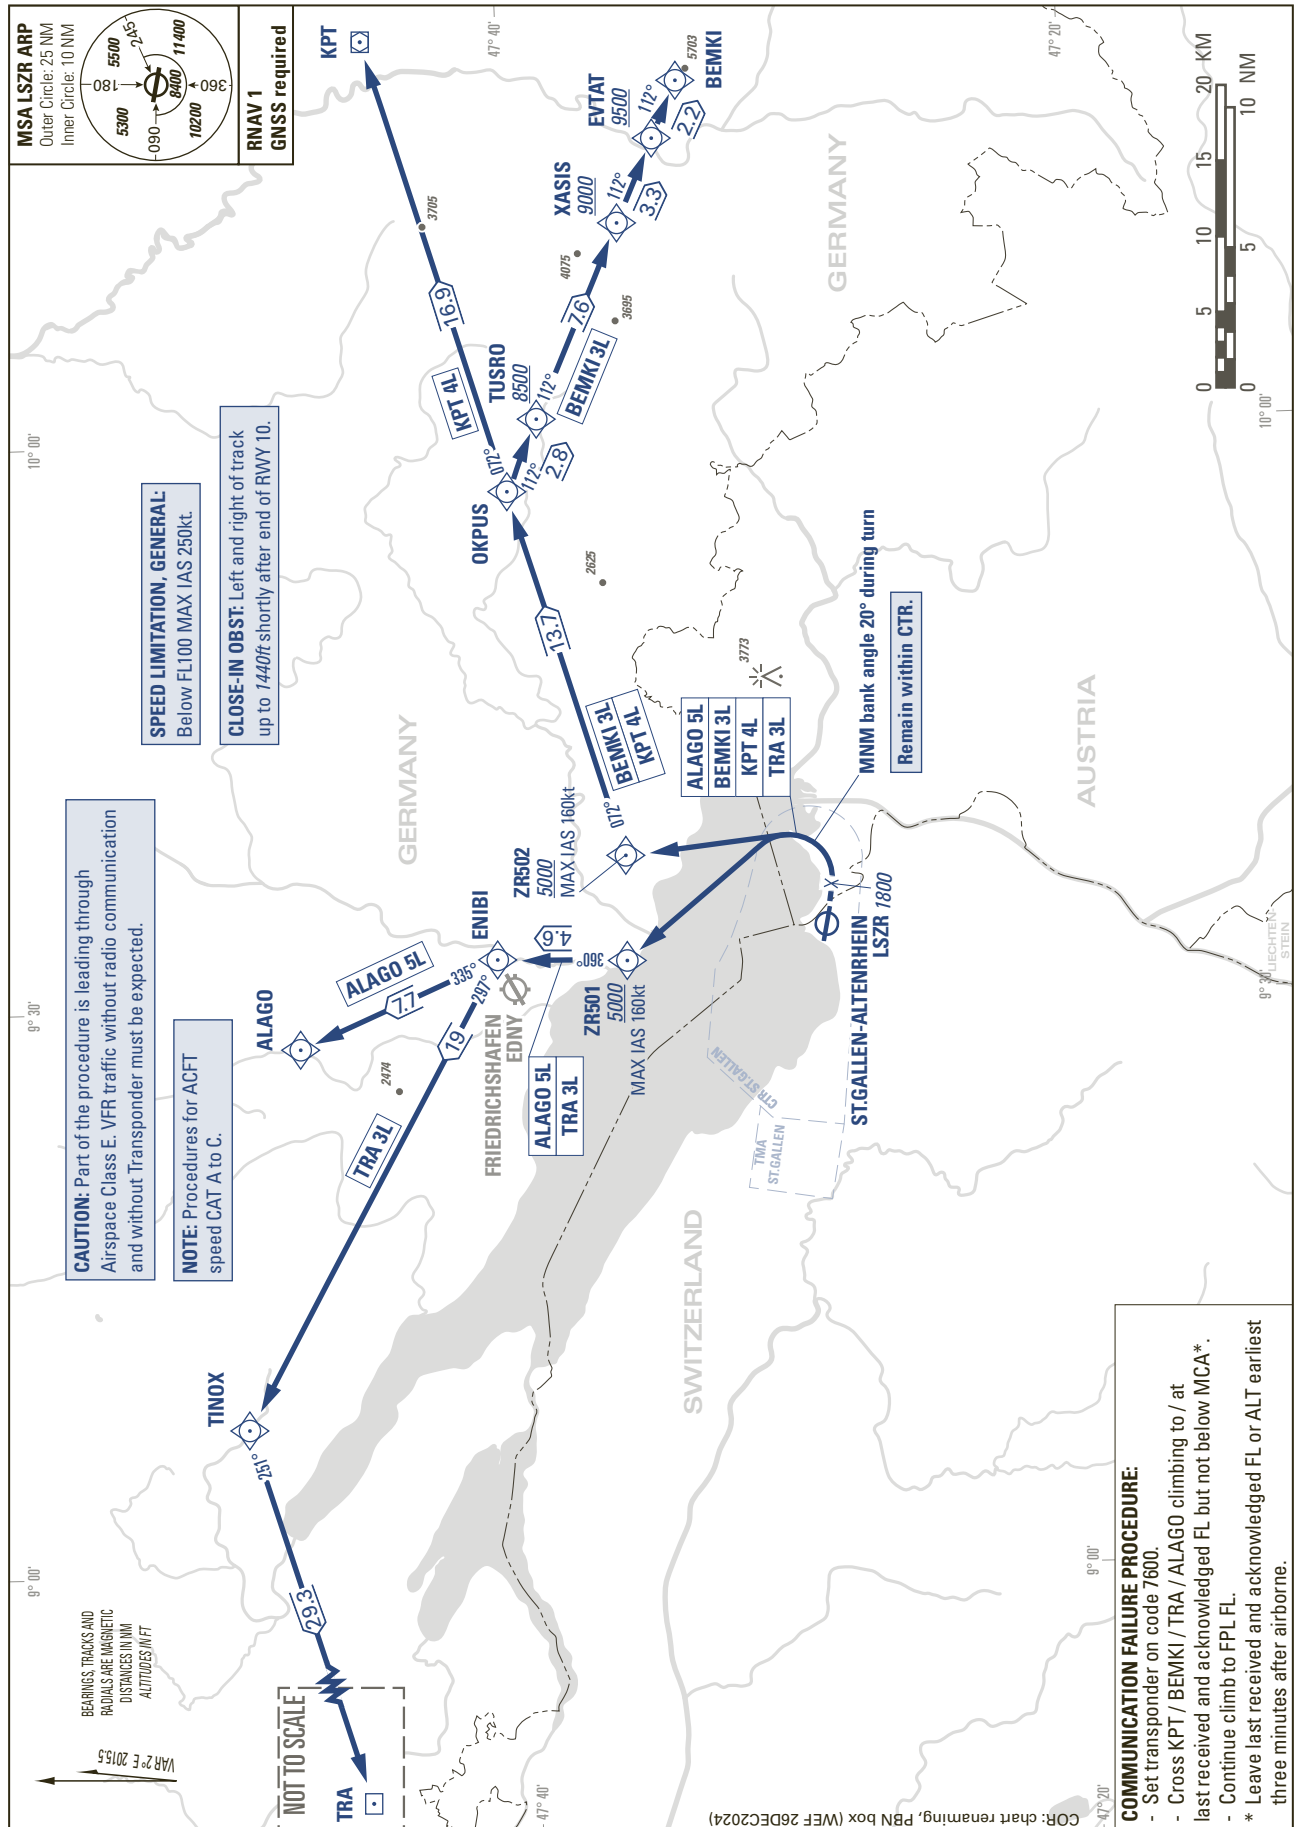 MSA LSZR ARP
Outer Circle: 25 NM
Inner Circle: 10 NM
180
245
5500
5300
11400
8400
090
10200
360
RNAV 1
GNSS required
VAR 2° E 2015.5
BEARINGS, TRACKS AND
RADIALS ARE MAGNETIC
DISTANCES IN NM
ALTITUDES IN FT
9° 00'
9° 30'
10° 00'
47° 40'
47° 20'
47° 40'
47° 20'
9° 00'
9° 30'
10° 00'
CAUTION: Part of the procedure is leading through
Airspace Class E. VFR traffic without radio communication
and without Transponder must be expected.
NOTE: Procedures for ACFT
speed CAT A to C.
SPEED LIMITATION, GENERAL:
Below FL100 MAX IAS 250kt.
CLOSE-IN OBST: Left and right of track
up to 1440ft shortly after end of RWY 10.
NOT TO SCALE
TRA
29.3
251°
TINOX
TRA 3L
19
297°
2474
ALAGO
ALAGO 5L
7.7
335°
ENIBI
FRIEDRICHSHAFEN
EDNY
4.6
360°
ALAGO 5L
TRA 3L
ZR501
5000
MAX IAS 160kt
ZR502
5000
MAX IAS 160kt
072°
BEMKI 3L
KPT 4L
13.7
2625
OKPUS
072°
KPT 4L
16.9
3705
KPT
112°
2.8
TUSRO
8500
112°
BEMKI 3L
7.6
3695
4075
XASIS
9000
112°
3.3
EVTAT
9500
112°
2.2
5703
BEMKI
GERMANY
GERMANY
SWITZERLAND
AUSTRIA
LIECHTEN-
STEIN
ALAGO 5L
BEMKI 3L
KPT 4L
TRA 3L
3773
MNM bank angle 20° during turn
Remain within CTR.
CTR ST.GALLEN
TMA
ST.GALLEN
ST.GALLEN-ALTENRHEIN
LSZR 1800
0 5 10 15 20 KM
0 5 10 NM
COMMUNICATION FAILURE PROCEDURE:
- Set transponder on code 7600.
- Cross KPT / BEMKI / TRA / ALAGO climbing to / at
last received and acknowledged FL but not below MCA*.
- Continue climb to FPL FL.
* Leave last received and acknowledged FL or ALT earliest
three minutes after airborne.
COR: chart renaming, PBN box (WEF 26DEC2024)